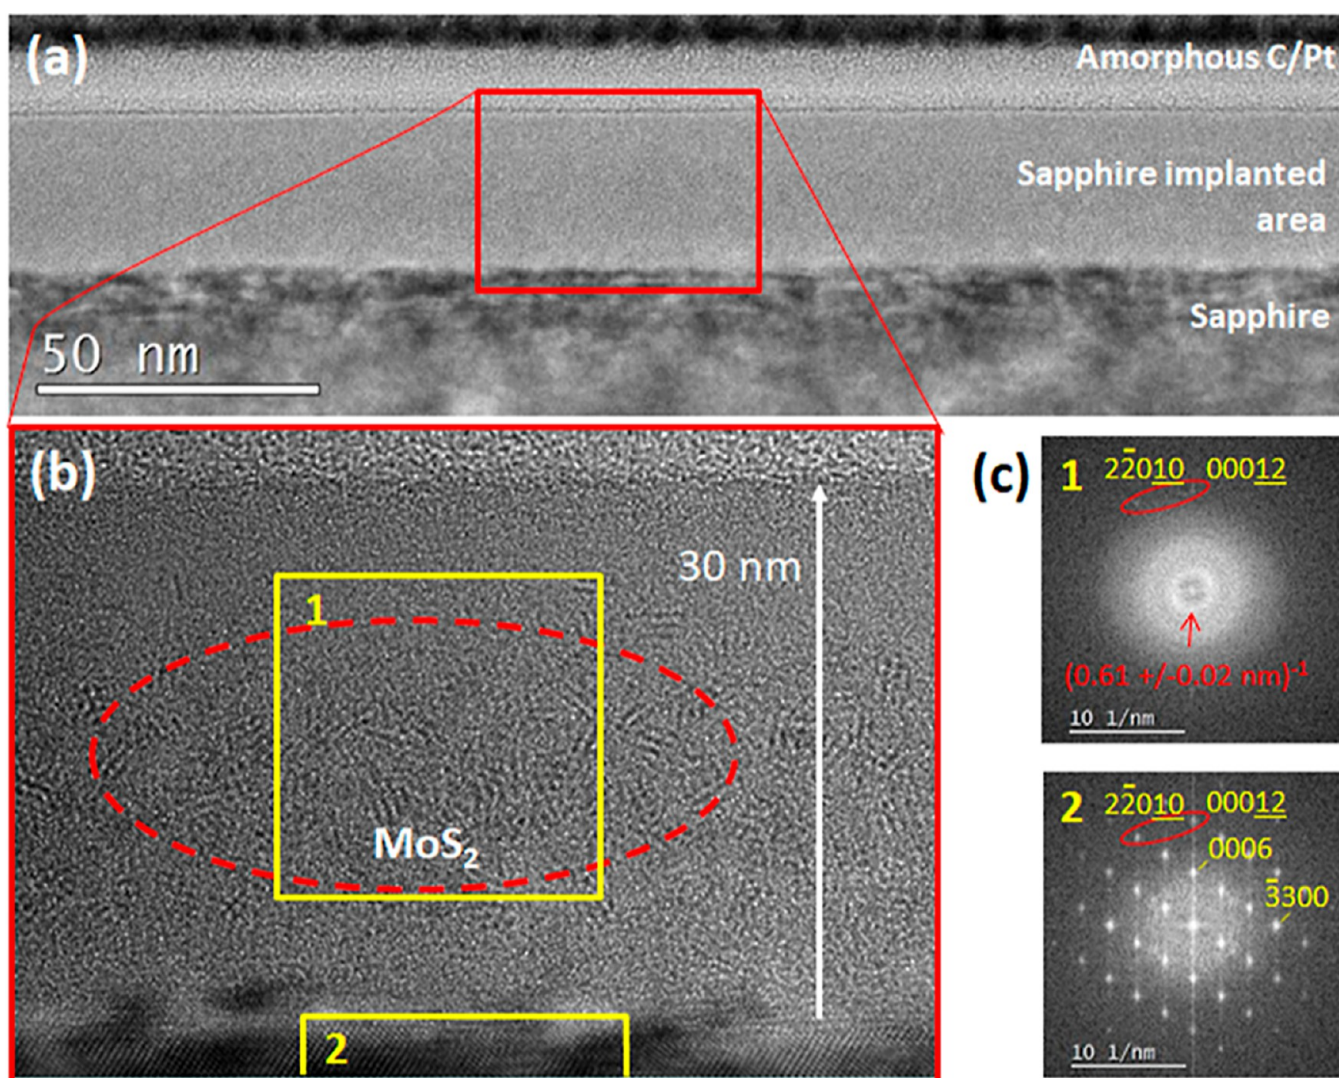 (a)
Amorphous C/Pt
Sapphire implanted
area
Sapphire
50 nm
(b)
1
30 nm
MoS₂
2
(c)
1
22̄010 00012
(0.61 +/-0.02 nm)⁻¹
10 1/nm
2
22̄010 00012
0006
3̄300
10 1/nm